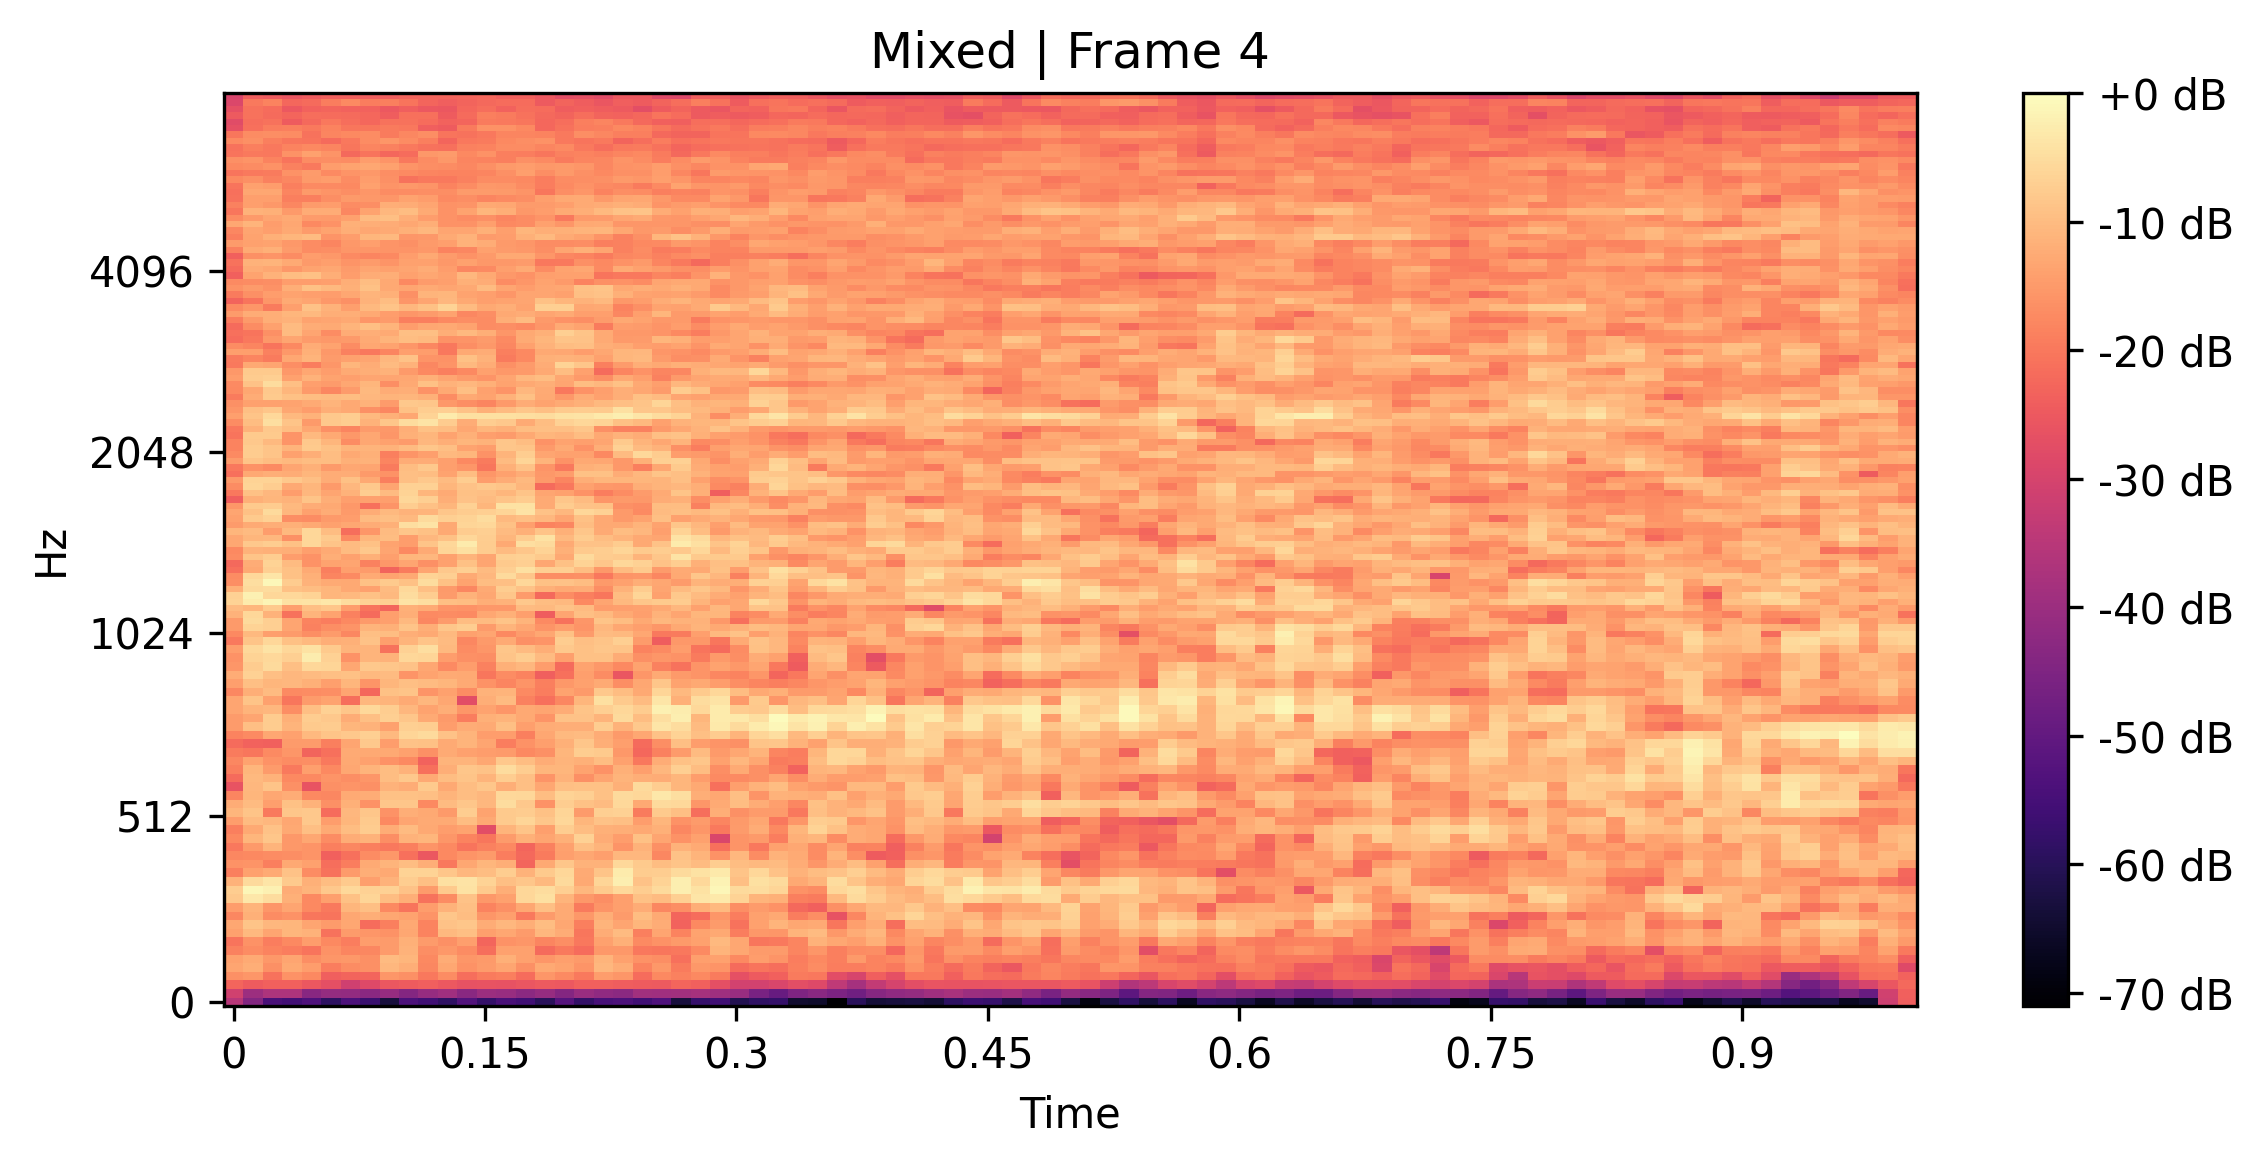 Mixed | Frame 4
Hz
4096
2048
1024
512
0
0 0.15 0.3 0.45 0.6 0.75 0.9
Time
+0 dB
-10 dB
-20 dB
-30 dB
-40 dB
-50 dB
-60 dB
-70 dB